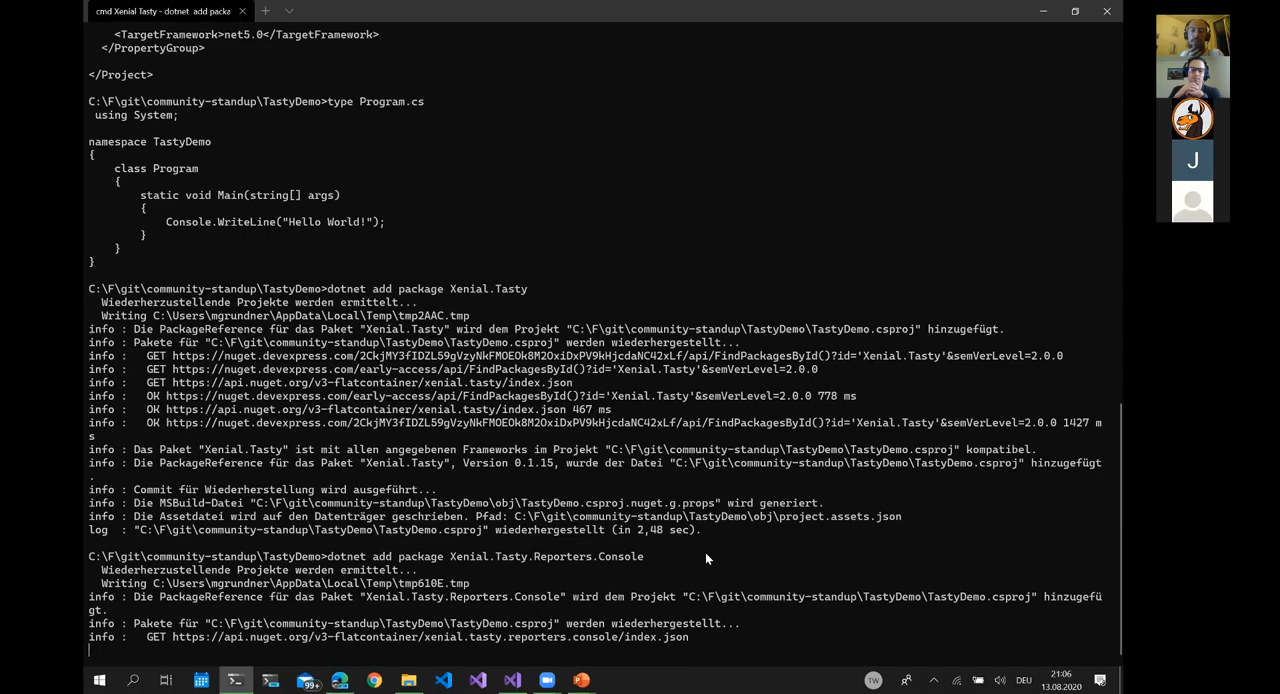 cmd Xenial Tasty - dotnet add packa
<TargetFramework>net5.0</TargetFramework>
</PropertyGroup>
</Project>
C:\F\git\community-standup\TastyDemo>type Program.cs
using System;
namespace TastyDemo
{
class Program
{
static void Main(string[] args)
{
Console.WriteLine("Hello World!");
}
}
}
C:\F\git\community-standup\TastyDemo>dotnet add package Xenial.Tasty
Wiederherzustellende Projekte werden ermittelt...
Writing C:\Users\mgrundner\AppData\Local\Temp\tmp2AAC.tmp
info : Die PackageReference für das Paket "Xenial.Tasty" wird dem Projekt "C:\F\git\community-standup\TastyDemo\TastyDemo.csproj" hinzugefügt.
info : Pakete für "C:\F\git\community-standup\TastyDemo\TastyDemo.csproj" werden wiederhergestellt...
info :   GET https://nuget.devexpress.com/2CkjMY3fIDZL59gVzyNkFMOEOk8M2OxiDxPV9kHjcdaNC42xLf/api/FindPackagesById()?id='Xenial.Tasty'&semVerLevel=2.0.0
info :   GET https://nuget.devexpress.com/early-access/api/FindPackagesById()?id='Xenial.Tasty'&semVerLevel=2.0.0
info :   GET https://api.nuget.org/v3-flatcontainer/xenial.tasty/index.json
info :   OK https://nuget.devexpress.com/early-access/api/FindPackagesById()?id='Xenial.Tasty'&semVerLevel=2.0.0 778 ms
info :   OK https://api.nuget.org/v3-flatcontainer/xenial.tasty/index.json 467 ms
info :   OK https://nuget.devexpress.com/2CkjMY3fIDZL59gVzyNkFMOEOk8M2OxiDxPV9kHjcdaNC42xLf/api/FindPackagesById()?id='Xenial.Tasty'&semVerLevel=2.0.0 1427 m
s
info : Das Paket "Xenial.Tasty" ist mit allen angegebenen Frameworks im Projekt "C:\F\git\community-standup\TastyDemo\TastyDemo.csproj" kompatibel.
info : Die PackageReference für das Paket "Xenial.Tasty", Version 0.1.15, wurde der Datei "C:\F\git\community-standup\TastyDemo\TastyDemo.csproj" hinzugefügt
.
info : Commit für Wiederherstellung wird ausgeführt...
info : Die MSBuild-Datei "C:\F\git\community-standup\TastyDemo\obj\TastyDemo.csproj.nuget.g.props" wird generiert.
info : Die Assetdatei wird auf den Datenträger geschrieben. Pfad: C:\F\git\community-standup\TastyDemo\obj\project.assets.json
log  : "C:\F\git\community-standup\TastyDemo\TastyDemo.csproj" wiederhergestellt (in 2,48 sec).
C:\F\git\community-standup\TastyDemo>dotnet add package Xenial.Tasty.Reporters.Console
Wiederherzustellende Projekte werden ermittelt...
Writing C:\Users\mgrundner\AppData\Local\Temp\tmp610E.tmp
info : Die PackageReference für das Paket "Xenial.Tasty.Reporters.Console" wird dem Projekt "C:\F\git\community-standup\TastyDemo\TastyDemo.csproj" hinzugefü
gt.
info : Pakete für "C:\F\git\community-standup\TastyDemo\TastyDemo.csproj" werden wiederhergestellt...
info :   GET https://api.nuget.org/v3-flatcontainer/xenial.tasty.reporters.console/index.json
J
99+
TW
DEU
21:06
13.08.2020